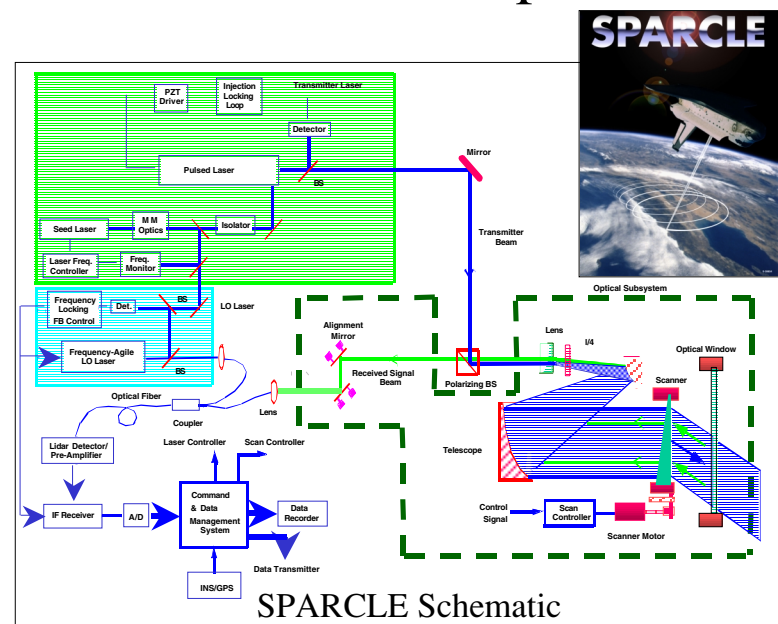 SPARCLE
PZT
Driver
Injection
Locking
Loop
Transmitter Laser
Detector
Mirror
Pulsed Laser
BS
M M
Optics
Seed Laser
Isolator
Transmitter
Beam
Laser Freq.
Controller
Freq.
Monitor
Optical Subsystem
Frequency
Locking
FB Control
Det.
BS
LO Laser
Alignment
Mirror
Lens
l/4
Optical Window
Frequency-Agile
LO Laser
BS
Received Signal
Beam
Polarizing BS
Scanner
Optical Fiber
Coupler
Lens
Laser Controller
Scan Controller
Telescope
Lidar Detector/
Pre-Amplifier
IF Receiver
A/D
Command
& Data
Management
System
Data
Recorder
Control
Signal
Scan
Controller
Scanner Motor
Data Transmitter
INS/GPS
SPARCLE Schematic